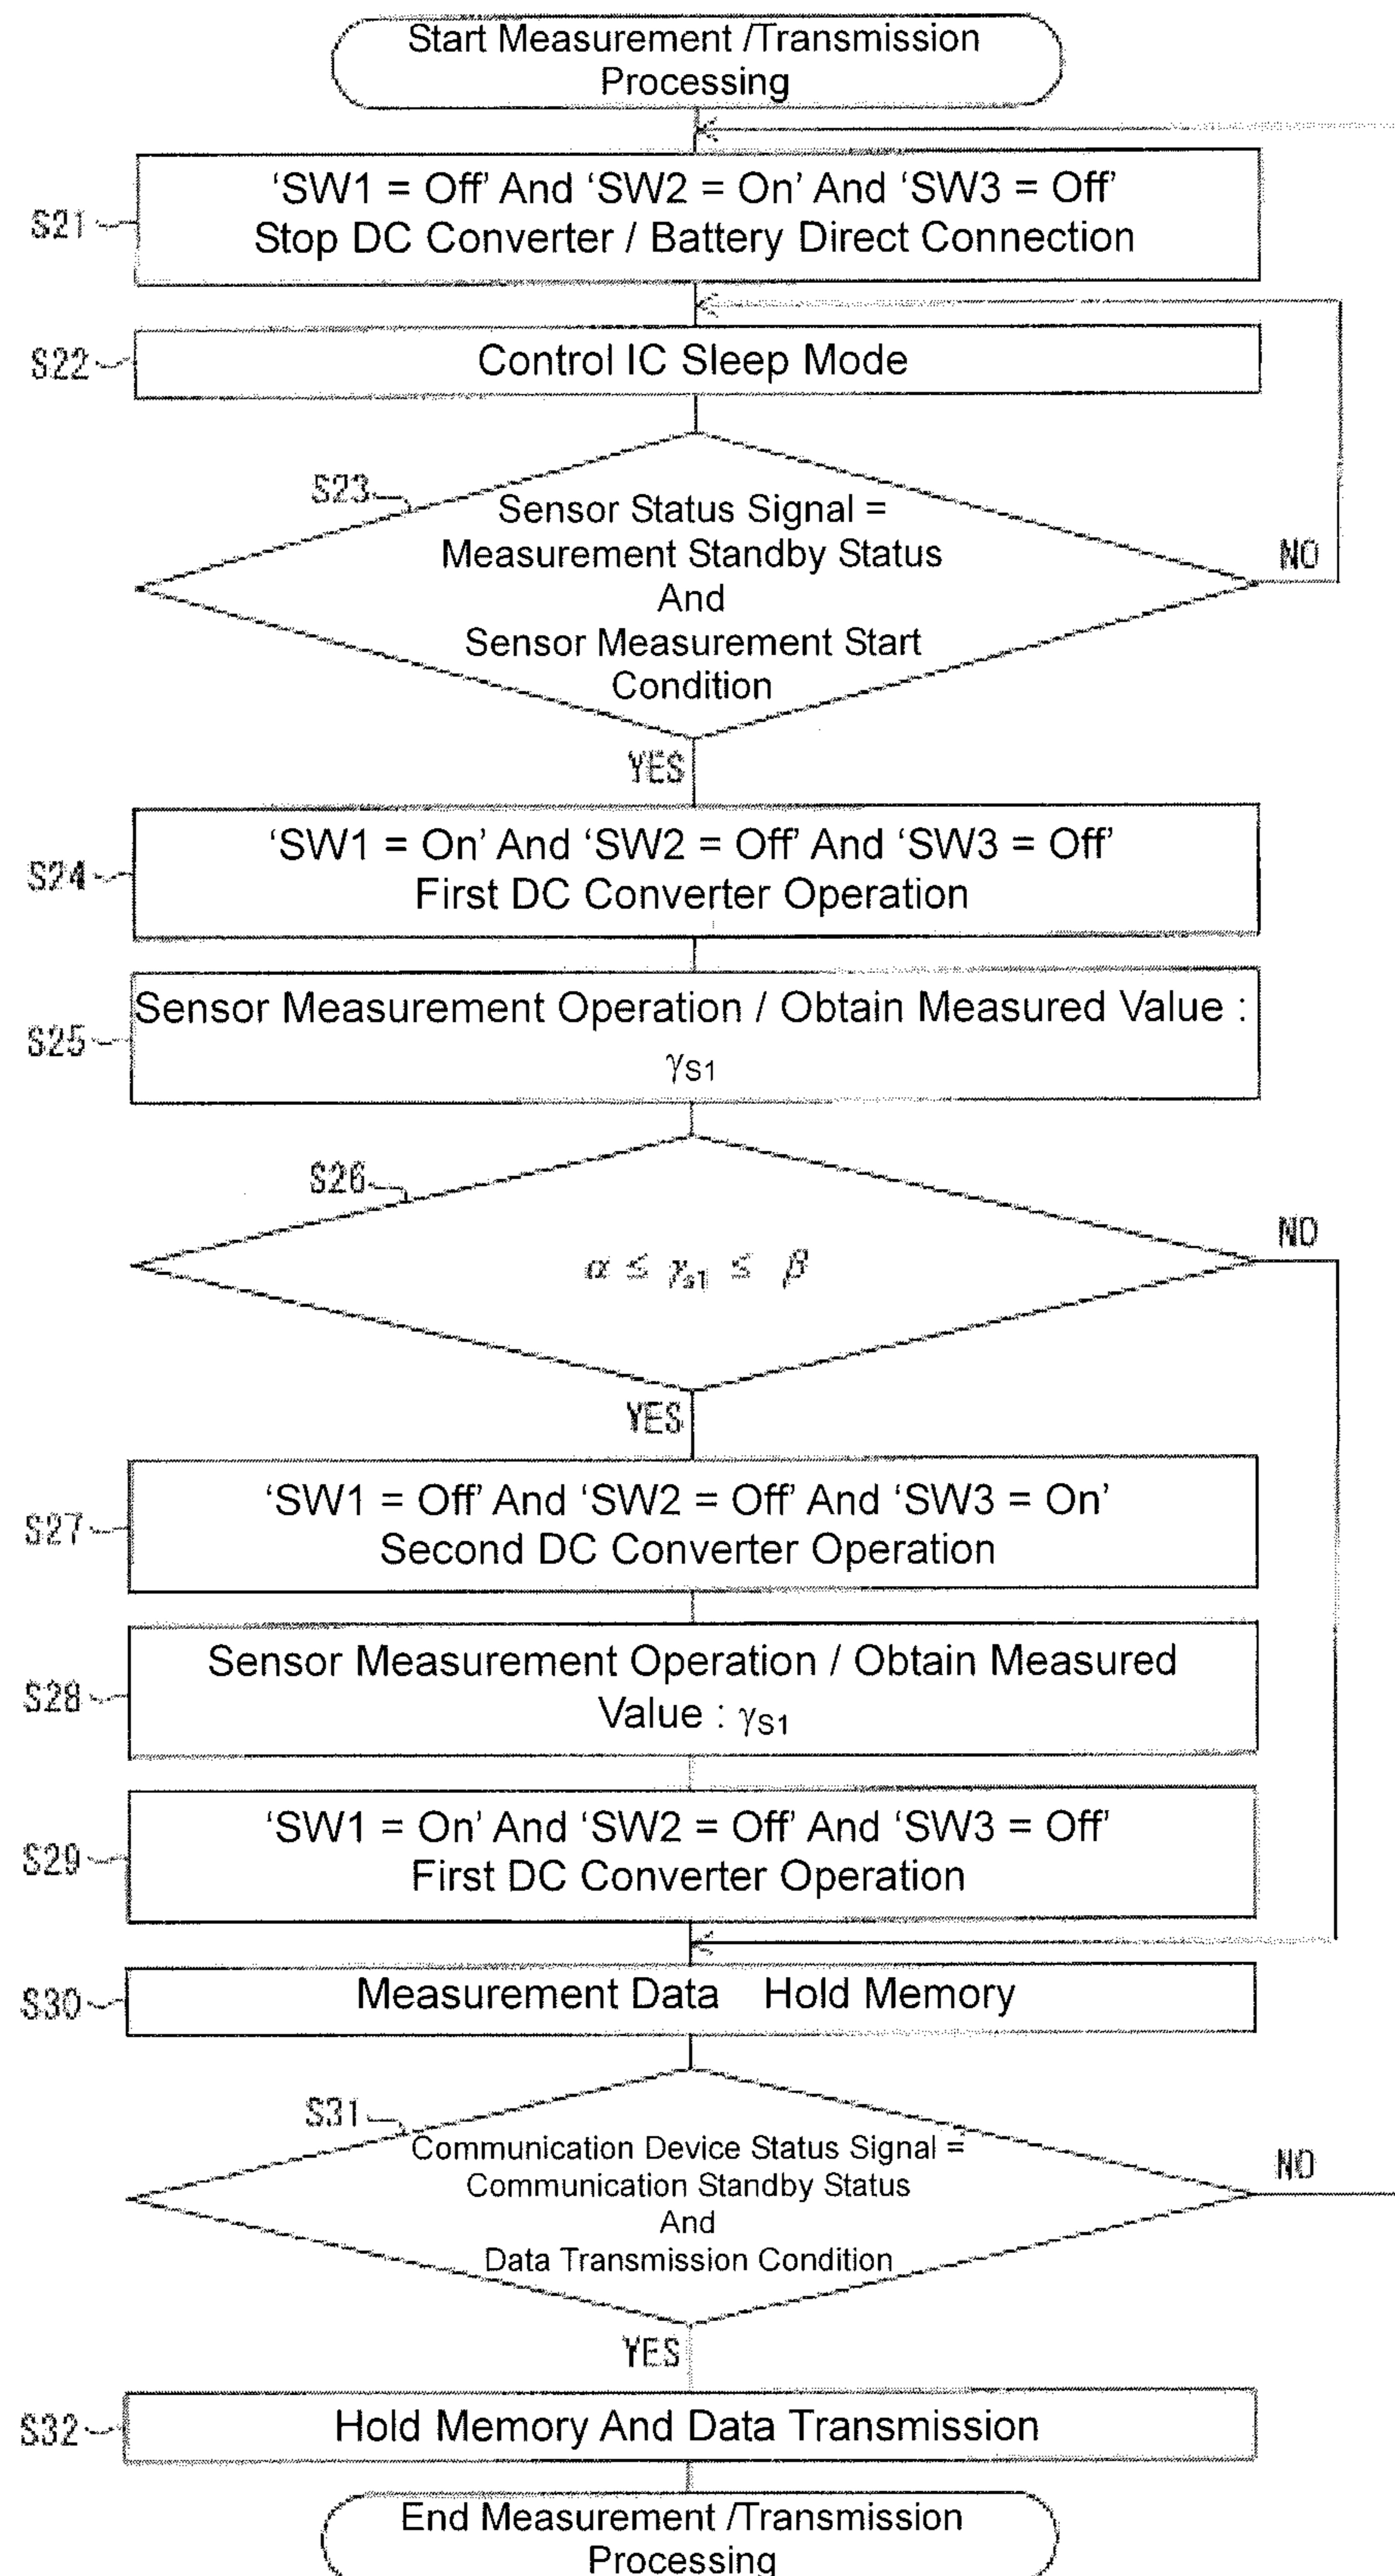 Start Measurement /Transmission
Processing
S21
‘SW1 = Off’ And ‘SW2 = On’ And ‘SW3 = Off’
Stop DC Converter / Battery Direct Connection
S22
Control IC Sleep Mode
S23
Sensor Status Signal =
Measurement Standby Status
And
Sensor Measurement Start
Condition
NO
YES
S24
‘SW1 = On’ And ‘SW2 = Off’ And ‘SW3 = Off’
First DC Converter Operation
S25
Sensor Measurement Operation / Obtain Measured Value :
γS1
S26
α ≤ γs1 ≤ β
NO
YES
S27
‘SW1 = Off’ And ‘SW2 = Off’ And ‘SW3 = On’
Second DC Converter Operation
S28
Sensor Measurement Operation / Obtain Measured
Value : γS1
S29
‘SW1 = On’ And ‘SW2 = Off’ And ‘SW3 = Off’
First DC Converter Operation
S30
Measurement Data Hold Memory
S31
Communication Device Status Signal =
Communication Standby Status
And
Data Transmission Condition
NO
YES
S32
Hold Memory And Data Transmission
End Measurement /Transmission
Processing